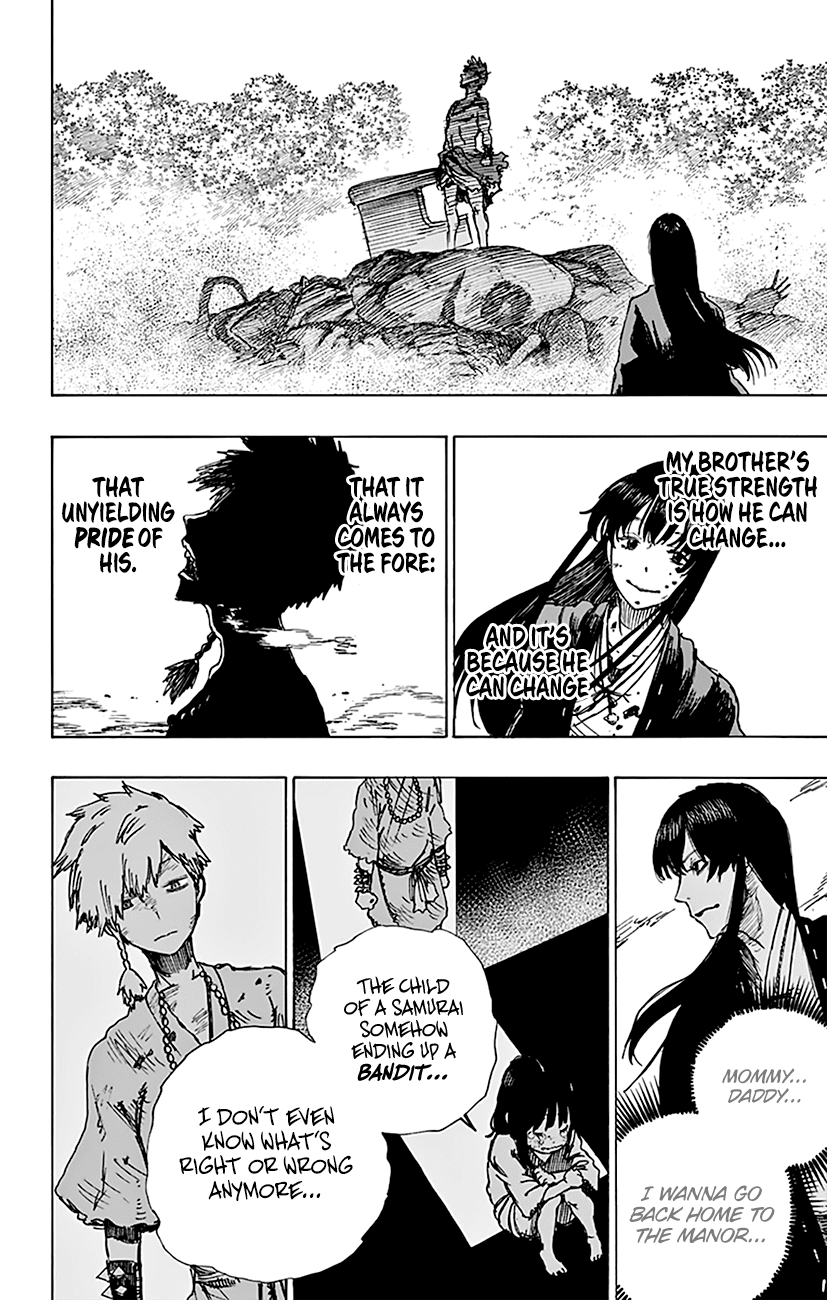 MY BROTHER'S
TRUE STRENGTH
IS HOW HE CAN
CHANGE...
AND IT'S
BECAUSE HE
CAN CHANGE
THAT IT
ALWAYS
COMES TO
THE FORE:
THAT
UNYIELDING
PRIDE OF
HIS.
MOMMY...
DADDY...
I WANNA GO
BACK HOME TO
THE MANOR...
THE CHILD
OF A SAMURAI
SOMEHOW
ENDING UP A
BANDIT...
I DON'T EVEN
KNOW WHAT'S
RIGHT OR WRONG
ANYMORE...